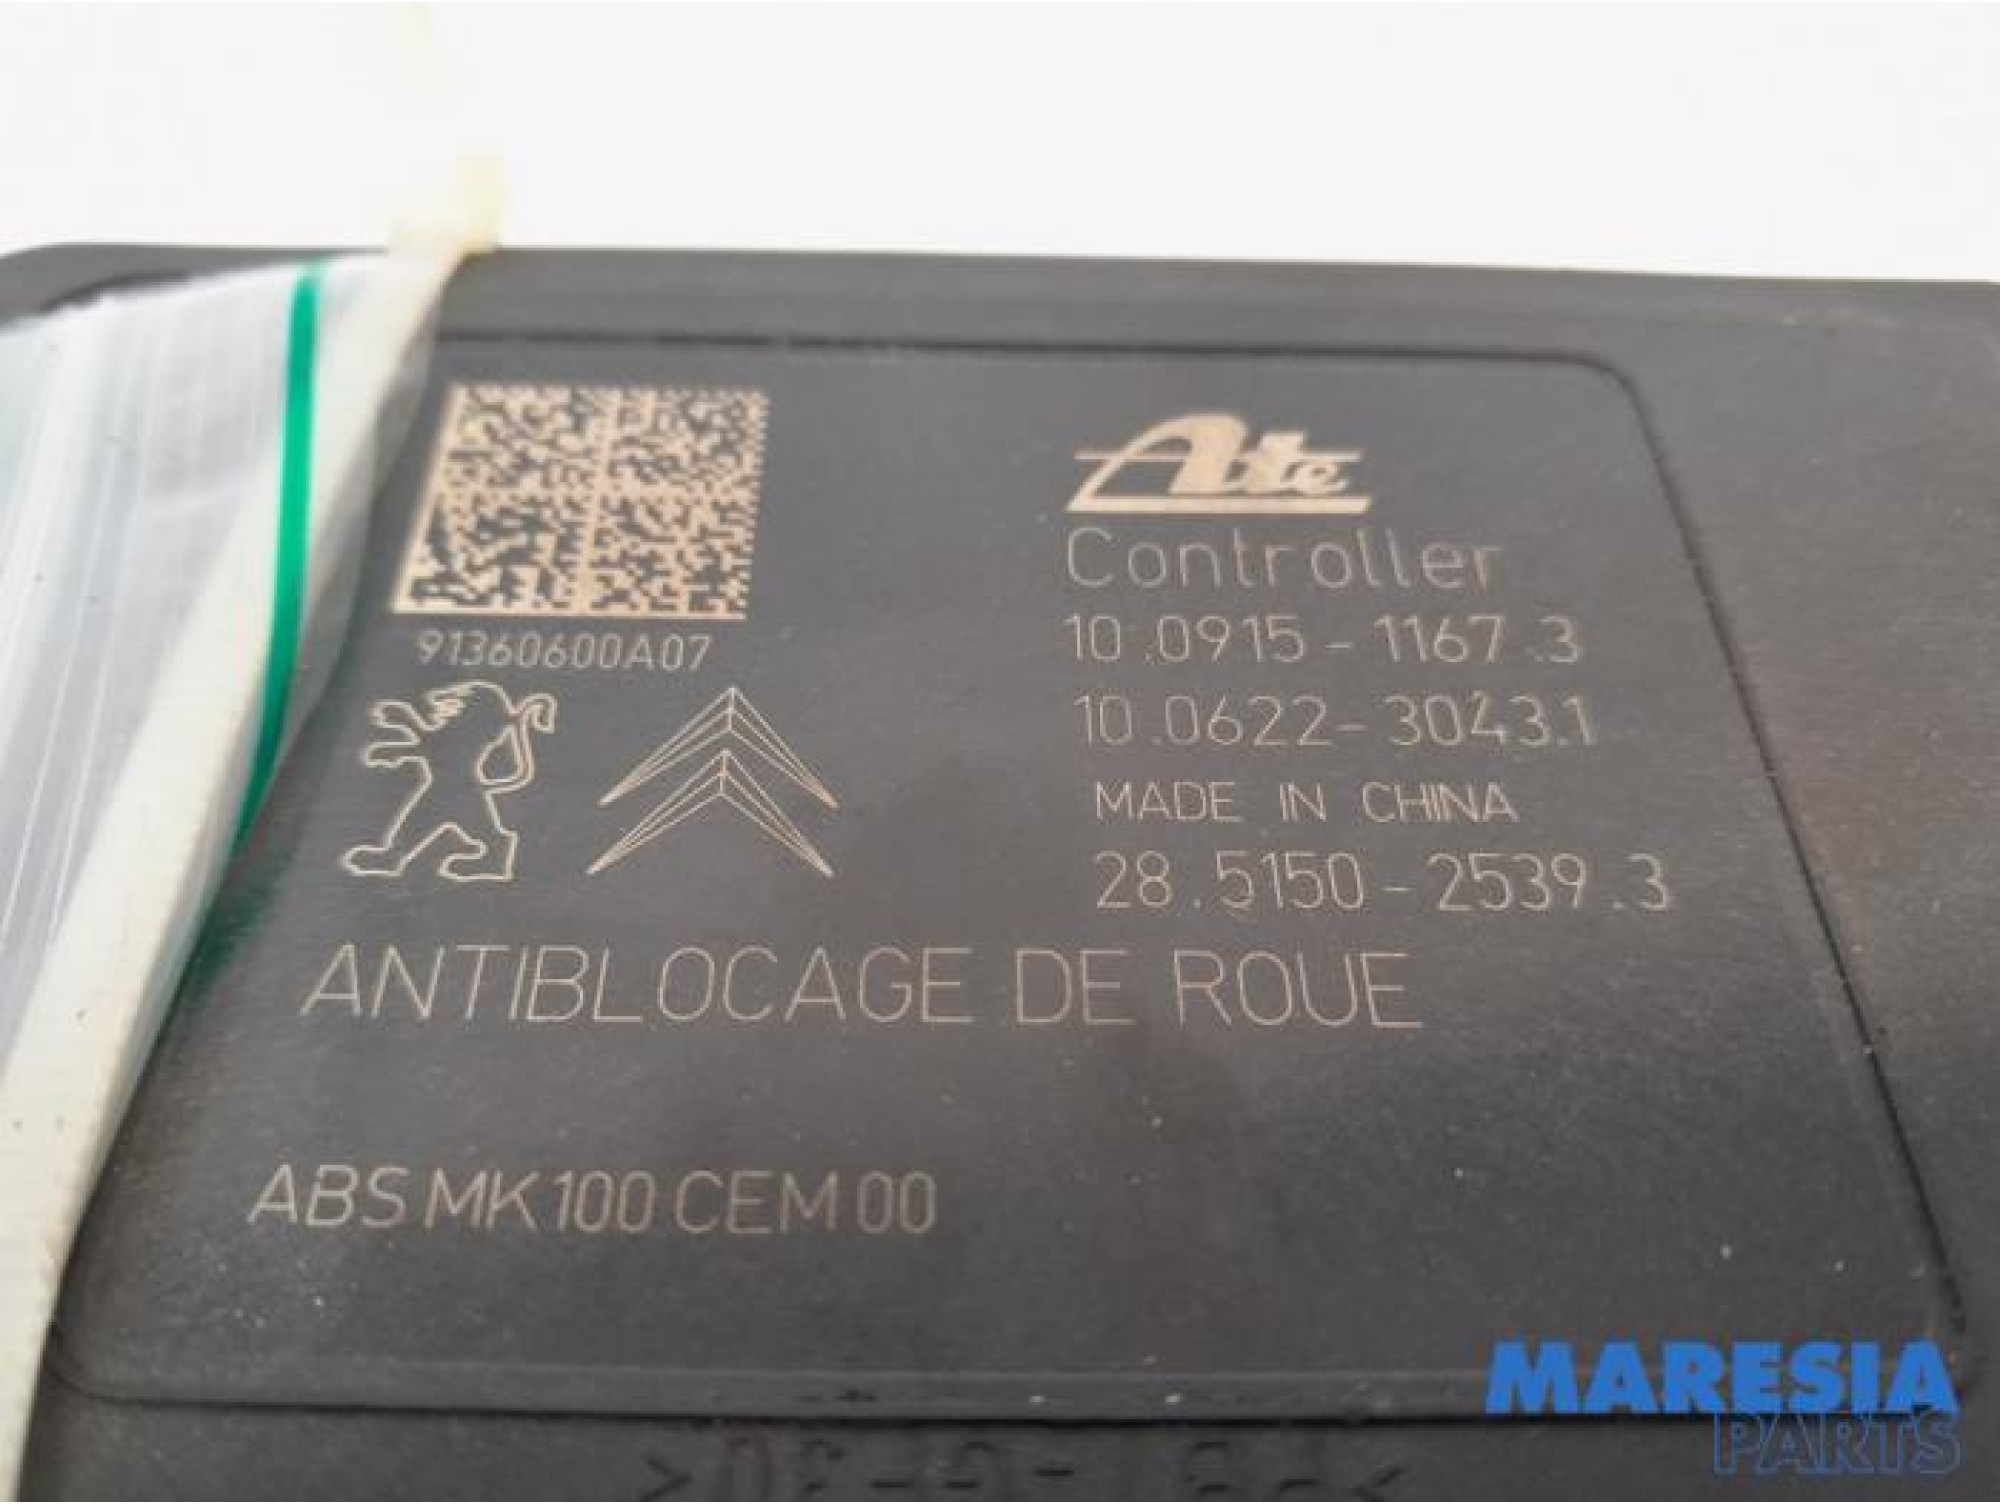 91360600A07
Ate
Controller
10.0915-1167.3
10.0622-3043.1
MADE IN CHINA
28.5150-2539.3
ANTIBLOCAGE DE ROUE
ABS MK100 CEM 00
MARESIA
PARTS